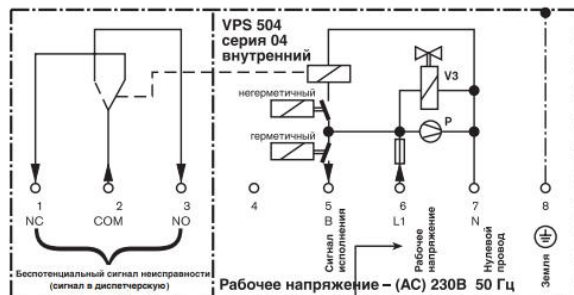 VPS 504
серия 04
внутренний
негерметичный
герметичный
V3
P
1
2
3
4
5
6
7
8
NC
COM
NO
B
L1
N
Сигнал
исполнения
Рабочее
напряжение
Нулевой
провод
Земля
Беспотенциальный сигнал неисправности
(сигнал в диспетчерскую)
Рабочее напряжение – (AC) 230В 50 Гц